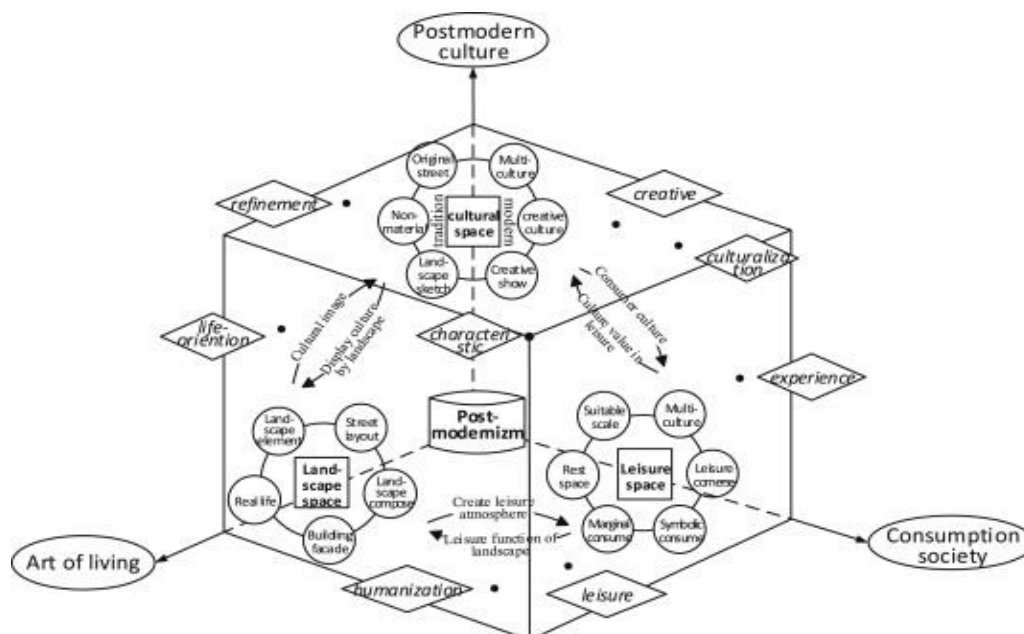 Postmodern
culture
Original
street
Multi-
culture
refinement
creative
Non-
material
tradition
cultural
space
modern
creative
culture
Land-
scape
sketch
Creative
show
culturaliza
tion
Cultural image
Display culture
by landscape
Consumer culture
Culture value in
leisure
life-
oriention
characteri
stic
experience
Post-
modernizm
Land-
scape
element
Street
layout
Land-
scape
space
Real life
Land-
scape
compose
Building
facade
Suitable
scale
Multi-
culture
Rest
space
Leisure
space
Leisure
comerse
Marginal
consume
Symbolic
consume
Create leisure
atmosphere
Leisure function of
landscape
Art of living
Consumption
society
humanization
leisure